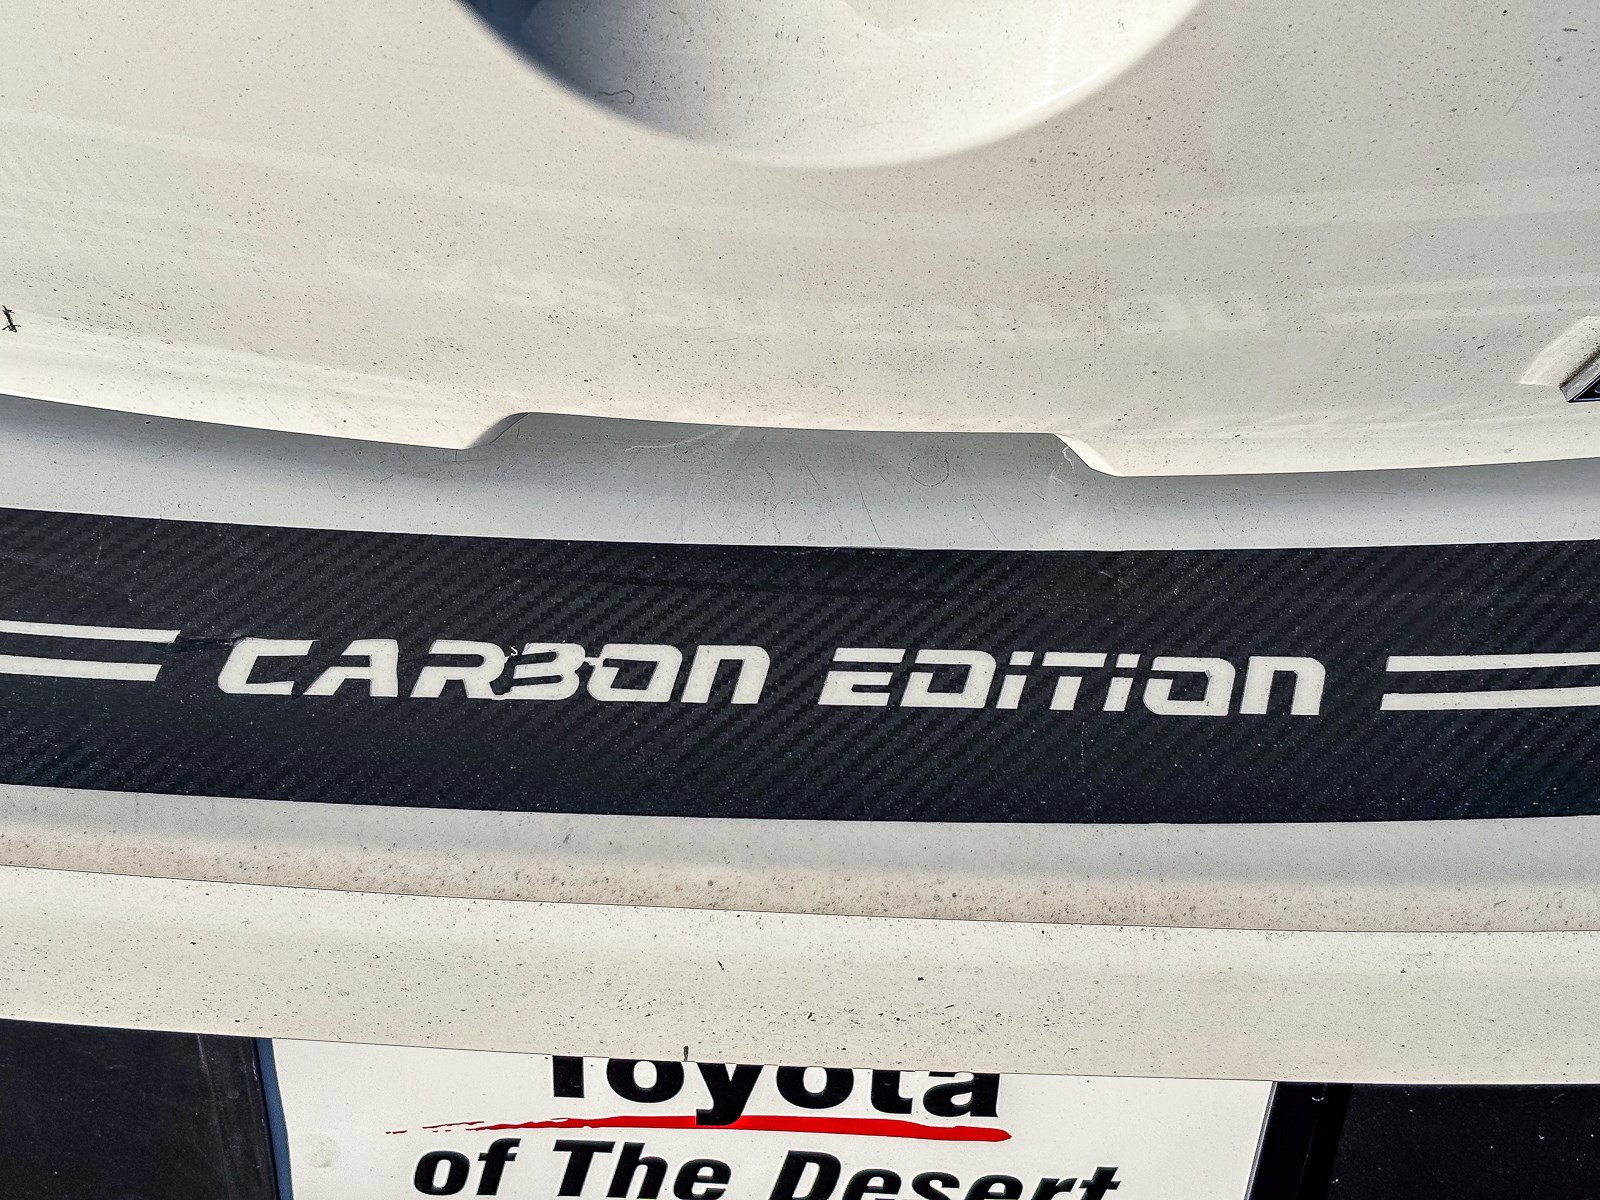 CARBON EDITION
Toyota
of The Desert